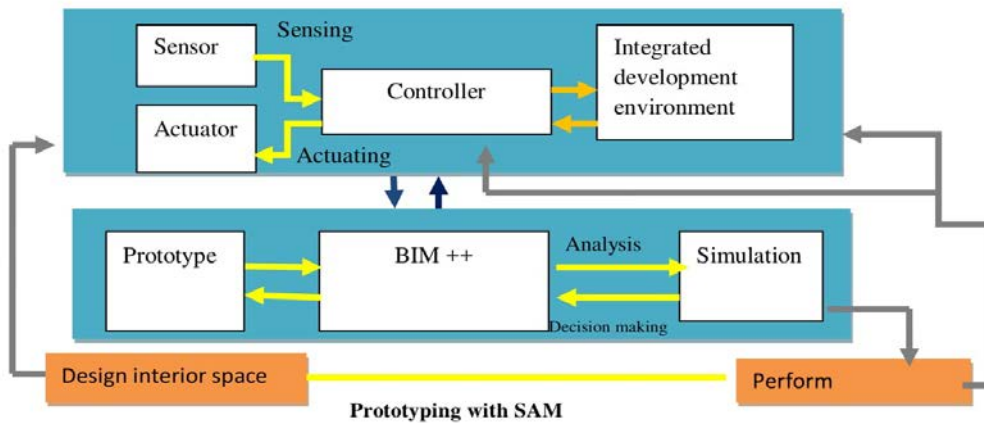 Sensing
Sensor
Integrated
development
environment
Controller
Actuator
Actuating
Prototype
BIM ++
Analysis
Simulation
Decision making
Design interior space
Perform
Prototyping with SAM